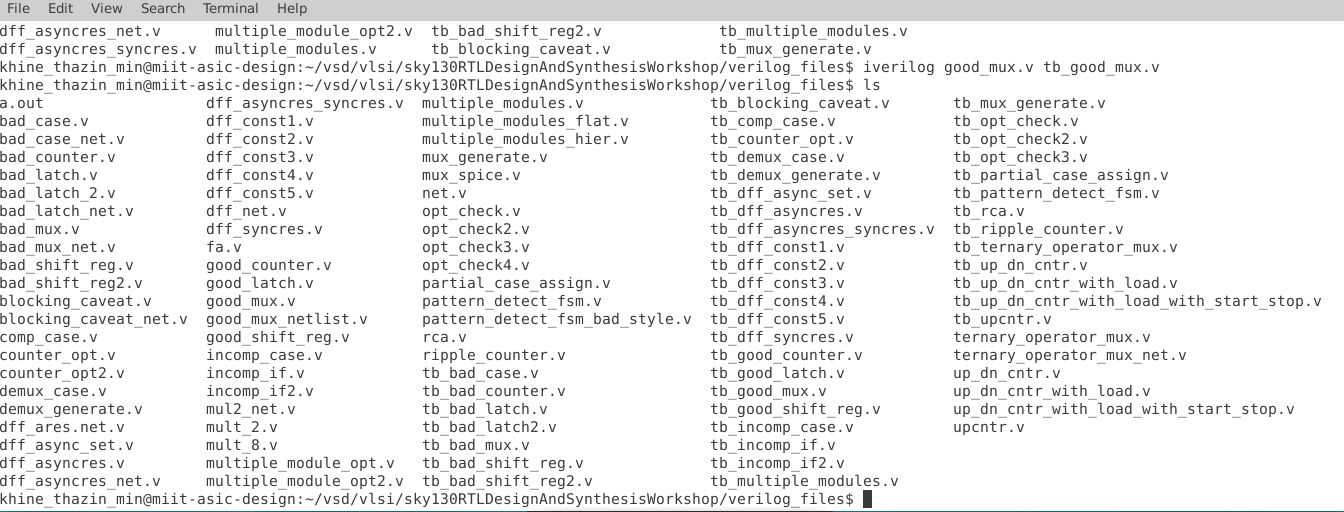 File Edit View Search Terminal Help
dff_asyncres_net.v multiple_module_opt2.v tb_bad_shift_reg2.v tb_multiple_modules.v
dff_asyncres_syncres.v multiple_modules.v tb_blocking_caveat.v tb_mux_generate.v
khine_thazin_min@miit-asic-design:~/vsd/vlsi/sky130RTLDesignAndSynthesisWorkshop/verilog_files$ iverilog good_mux.v tb_good_mux.v
khine_thazin_min@miit-asic-design:~/vsd/vlsi/sky130RTLDesignAndSynthesisWorkshop/verilog_files$ ls
a.out dff_asyncres_syncres.v multiple_modules.v tb_blocking_caveat.v tb_mux_generate.v
bad_case.v dff_const1.v multiple_modules_flat.v tb_comp_case.v tb_opt_check.v
bad_case_net.v dff_const2.v multiple_modules_hier.v tb_counter_opt.v tb_opt_check2.v
bad_counter.v dff_const3.v mux_generate.v tb_demux_case.v tb_opt_check3.v
bad_latch.v dff_const4.v mux_spice.v tb_demux_generate.v tb_partial_case_assign.v
bad_latch_2.v dff_const5.v net.v tb_dff_async_set.v tb_pattern_detect_fsm.v
bad_latch_net.v dff_net.v opt_check.v tb_dff_asyncres.v tb_rca.v
bad_mux.v dff_syncres.v opt_check2.v tb_dff_asyncres_syncres.v tb_ripple_counter.v
bad_mux_net.v fa.v opt_check3.v tb_dff_const1.v tb_ternary_operator_mux.v
bad_shift_reg.v good_counter.v opt_check4.v tb_dff_const2.v tb_up_dn_cntr.v
bad_shift_reg2.v good_latch.v partial_case_assign.v tb_dff_const3.v tb_up_dn_cntr_with_load.v
blocking_caveat.v good_mux.v pattern_detect_fsm.v tb_dff_const4.v tb_up_dn_cntr_with_load_with_start_stop.v
blocking_caveat_net.v good_mux_netlist.v pattern_detect_fsm_bad_style.v tb_dff_const5.v tb_upcntr.v
comp_case.v good_shift_reg.v rca.v tb_dff_syncres.v ternary_operator_mux.v
counter_opt.v incomp_case.v ripple_counter.v tb_good_counter.v ternary_operator_mux_net.v
counter_opt2.v incomp_if.v tb_bad_case.v tb_good_latch.v up_dn_cntr.v
demux_case.v incomp_if2.v tb_bad_counter.v tb_good_mux.v up_dn_cntr_with_load.v
demux_generate.v mul2_net.v tb_bad_latch.v tb_good_shift_reg.v up_dn_cntr_with_load_with_start_stop.v
dff_ares.net.v mult_2.v tb_bad_latch2.v tb_incomp_case.v upcntr.v
dff_async_set.v mult_8.v tb_bad_mux.v tb_incomp_if.v
dff_asyncres.v multiple_module_opt.v tb_bad_shift_reg.v tb_incomp_if2.v
dff_asyncres_net.v multiple_module_opt2.v tb_bad_shift_reg2.v tb_multiple_modules.v
khine_thazin_min@miit-asic-design:~/vsd/vlsi/sky130RTLDesignAndSynthesisWorkshop/verilog_files$